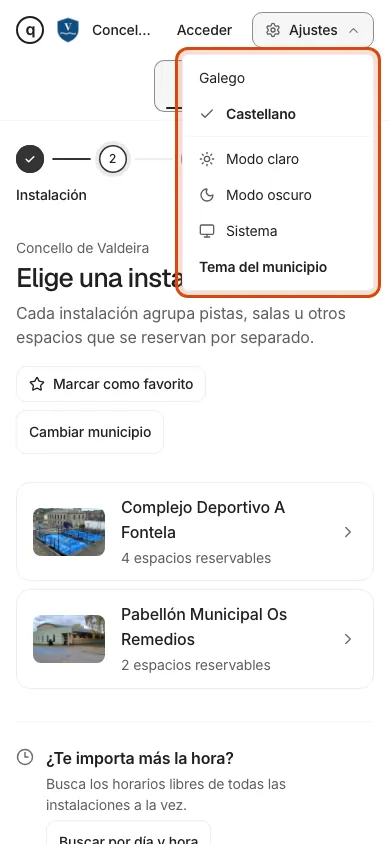 q
V
Concel...
Acceder
Ajustes
Galego
Castellano
Modo claro
Modo oscuro
Sistema
Tema del municipio
2
Instalación
Concello de Valdeira
Elige una insta
Cada instalación agrupa pistas, salas u otros
espacios que se reservan por separado.
Marcar como favorito
Cambiar municipio
Complejo Deportivo A
Fontela
4 espacios reservables
Pabellón Municipal Os
Remedios
2 espacios reservables
¿Te importa más la hora?
Busca los horarios libres de todas las
instalaciones a la vez.
Buscar por día y hora